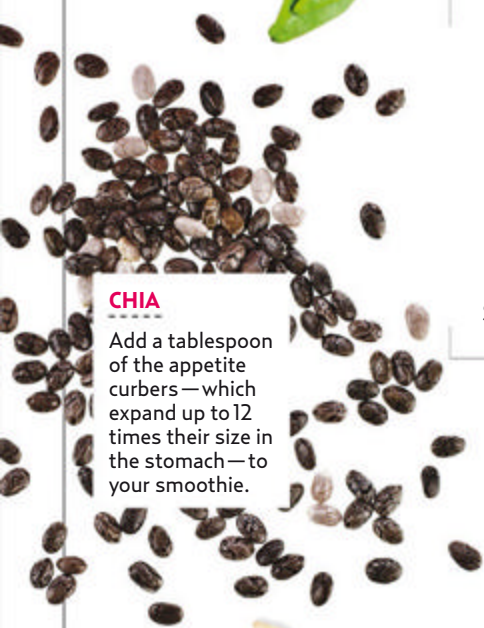 CHIA
Add a tablespoon
of the appetite
curbers—which
expand up to 12
times their size in
the stomach—to
your smoothie.